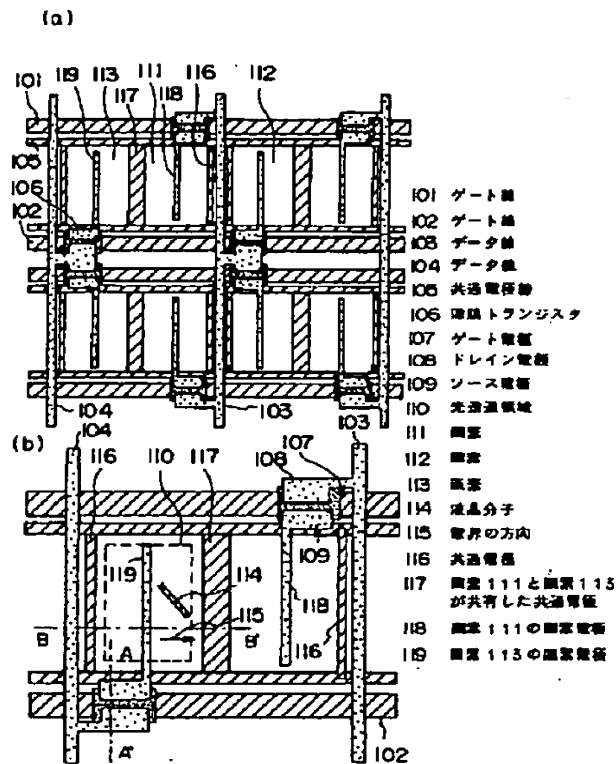 (a)
119 113 111 116 112
117 118
101
105
106
102
104 103
101 ゲート線
102 ゲート線
103 データ線
104 データ線
105 共通電極線
106 薄膜トランジスタ
107 ゲート電極
108 ドレイン電極
109 ソース電極
110 光透過領域
111 画素
112 画素
113 画素
114 液晶分子
115 電界の方向
116 共通電極
117 画素111と画素113
が共有した共通電極
118 画素111の画素電極
119 画素113の画素電極
(b)
104 116 110 117 108 107 103
109
119
114
118
115
B B'
116
A
A'
102